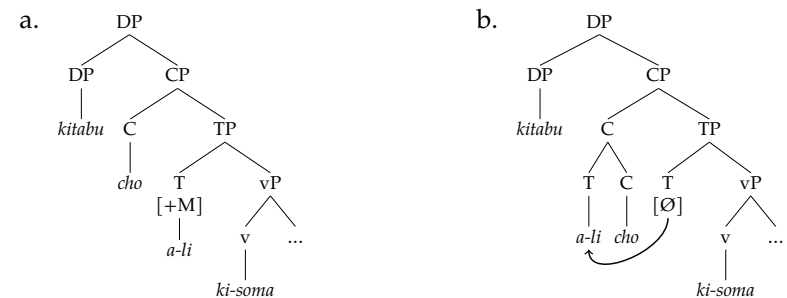 a. DP b. DP
DP CP DP CP
kitabu C TP kitabu C TP
cho T vP T C T vP
[+M] [Ø]
a-li v ... a-li cho v ...
ki-soma ki-soma